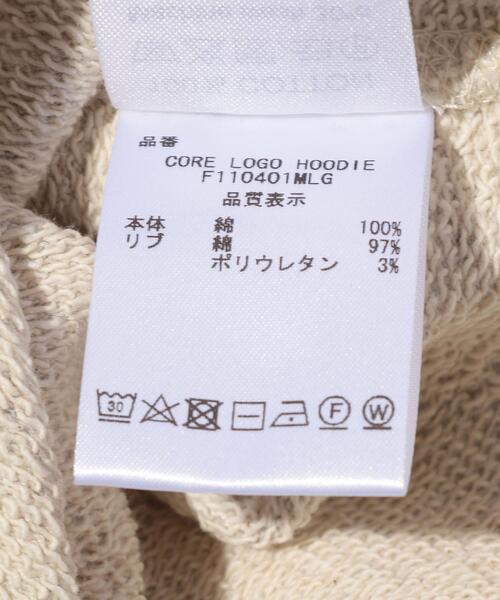 品番
CORE LOGO HOODIE
F110401MLG
品質表示
本体 綿 100%
リブ 綿 97%
ポリウレタン 3%
30 F W